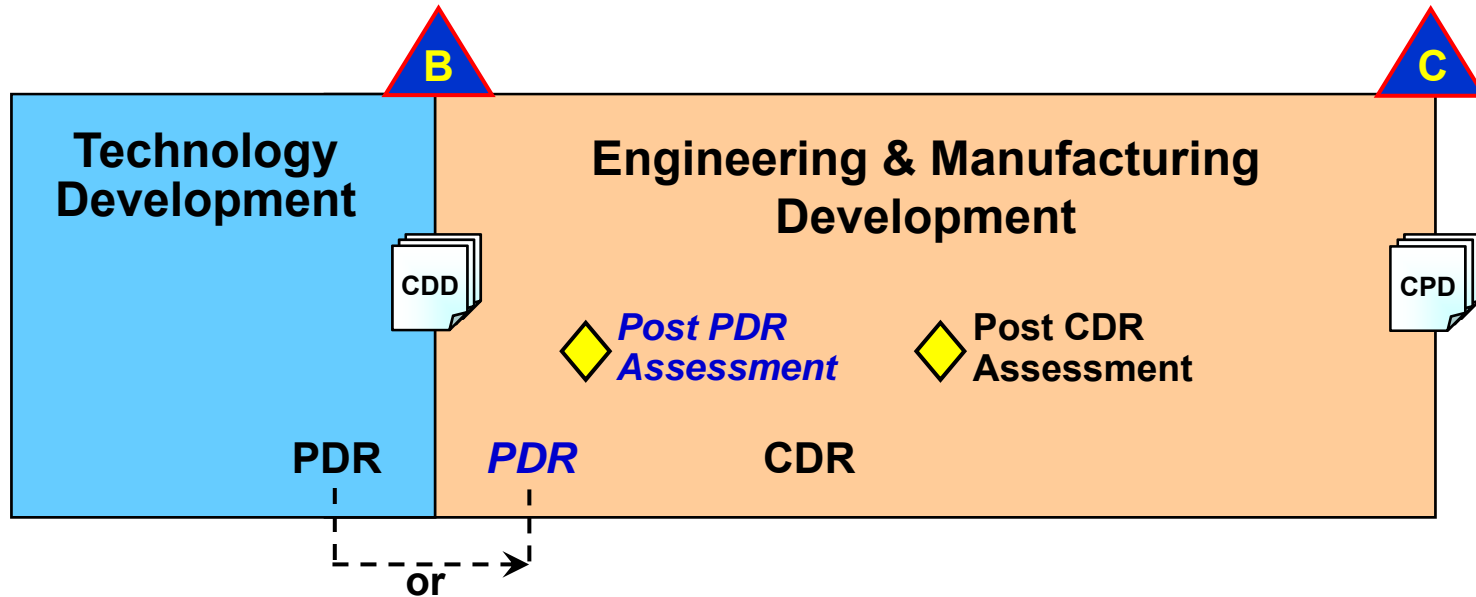 B
C
Technology
Development
Engineering & Manufacturing
Development
CDD
CPD
Post PDR
Assessment
Post CDR
Assessment
PDR
PDR
CDR
or